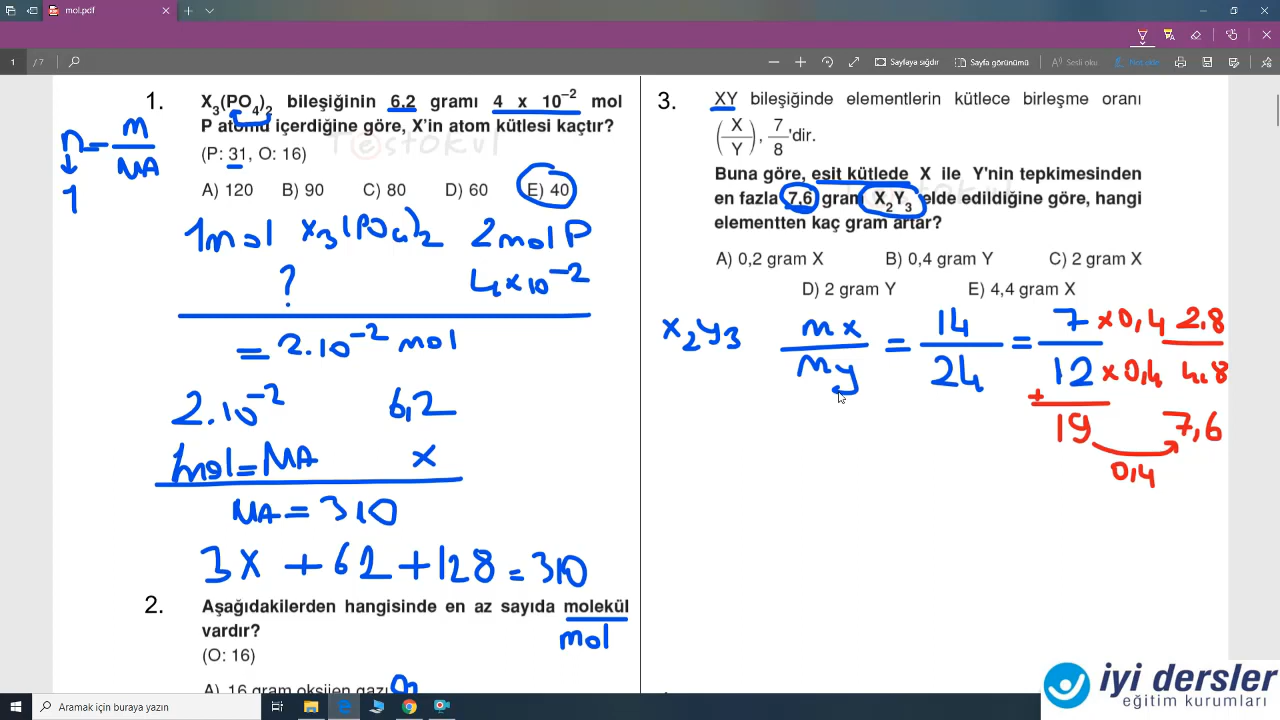 mol.pdf
1 /7
Sayfaya sığdır
Sayfa görünümü
Sesli oku
1.
X3(PO4)2 bileşiğinin 6,2 gramı 4 x 10–2 mol
P atomu içerdiğine göre, X'in atom kütlesi kaçtır?
(P: 31, O: 16)
Testokul
A) 120 B) 90 C) 80 D) 60 E) 40
n = m
MA
1
1mol X3(PO4)2 2molP
? 4x10–2
= 2.10–2 mol
2.10–2 6,2
1mol=MA x
MA = 310
3X + 62 + 128 = 310
2.
Aşağıdakilerden hangisinde en az sayıda molekül
vardır?
mol
(O: 16)
A) 16 gram oksijen gazı
3.
XY bileşiğinde elementlerin kütlece birleşme oranı
(X/Y), 7/8'dir.
Buna göre, eşit kütlede X ile Y'nin tepkimesinden
en fazla 7,6 gram X2Y3 elde edildiğine göre, hangi
elementten kaç gram artar?
A) 0,2 gram X B) 0,4 gram Y C) 2 gram X
D) 2 gram Y E) 4,4 gram X
X2Y3 mx/my = 14/24 = 7/12
x0,4 2.8
x0,4 4.8
+
19 7,6
0,4
iyi dersler
eğitim kurumları
Aramak için buraya yazın